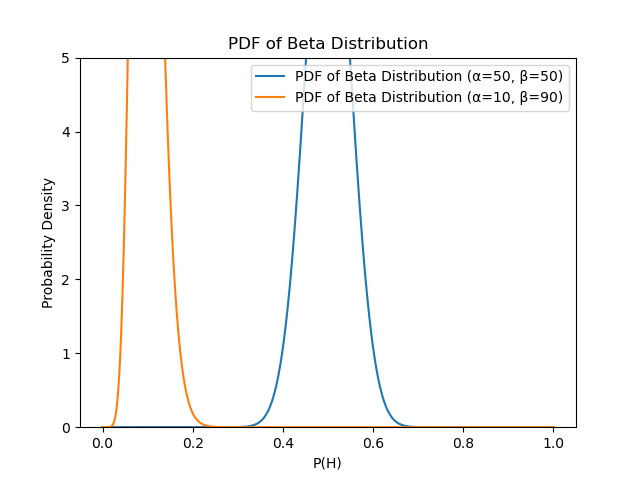 PDF of Beta Distribution
PDF of Beta Distribution (α=50, β=50)
PDF of Beta Distribution (α=10, β=90)
Probability Density
5
4
3
2
1
0
0.0 0.2 0.4 0.6 0.8 1.0
P(H)